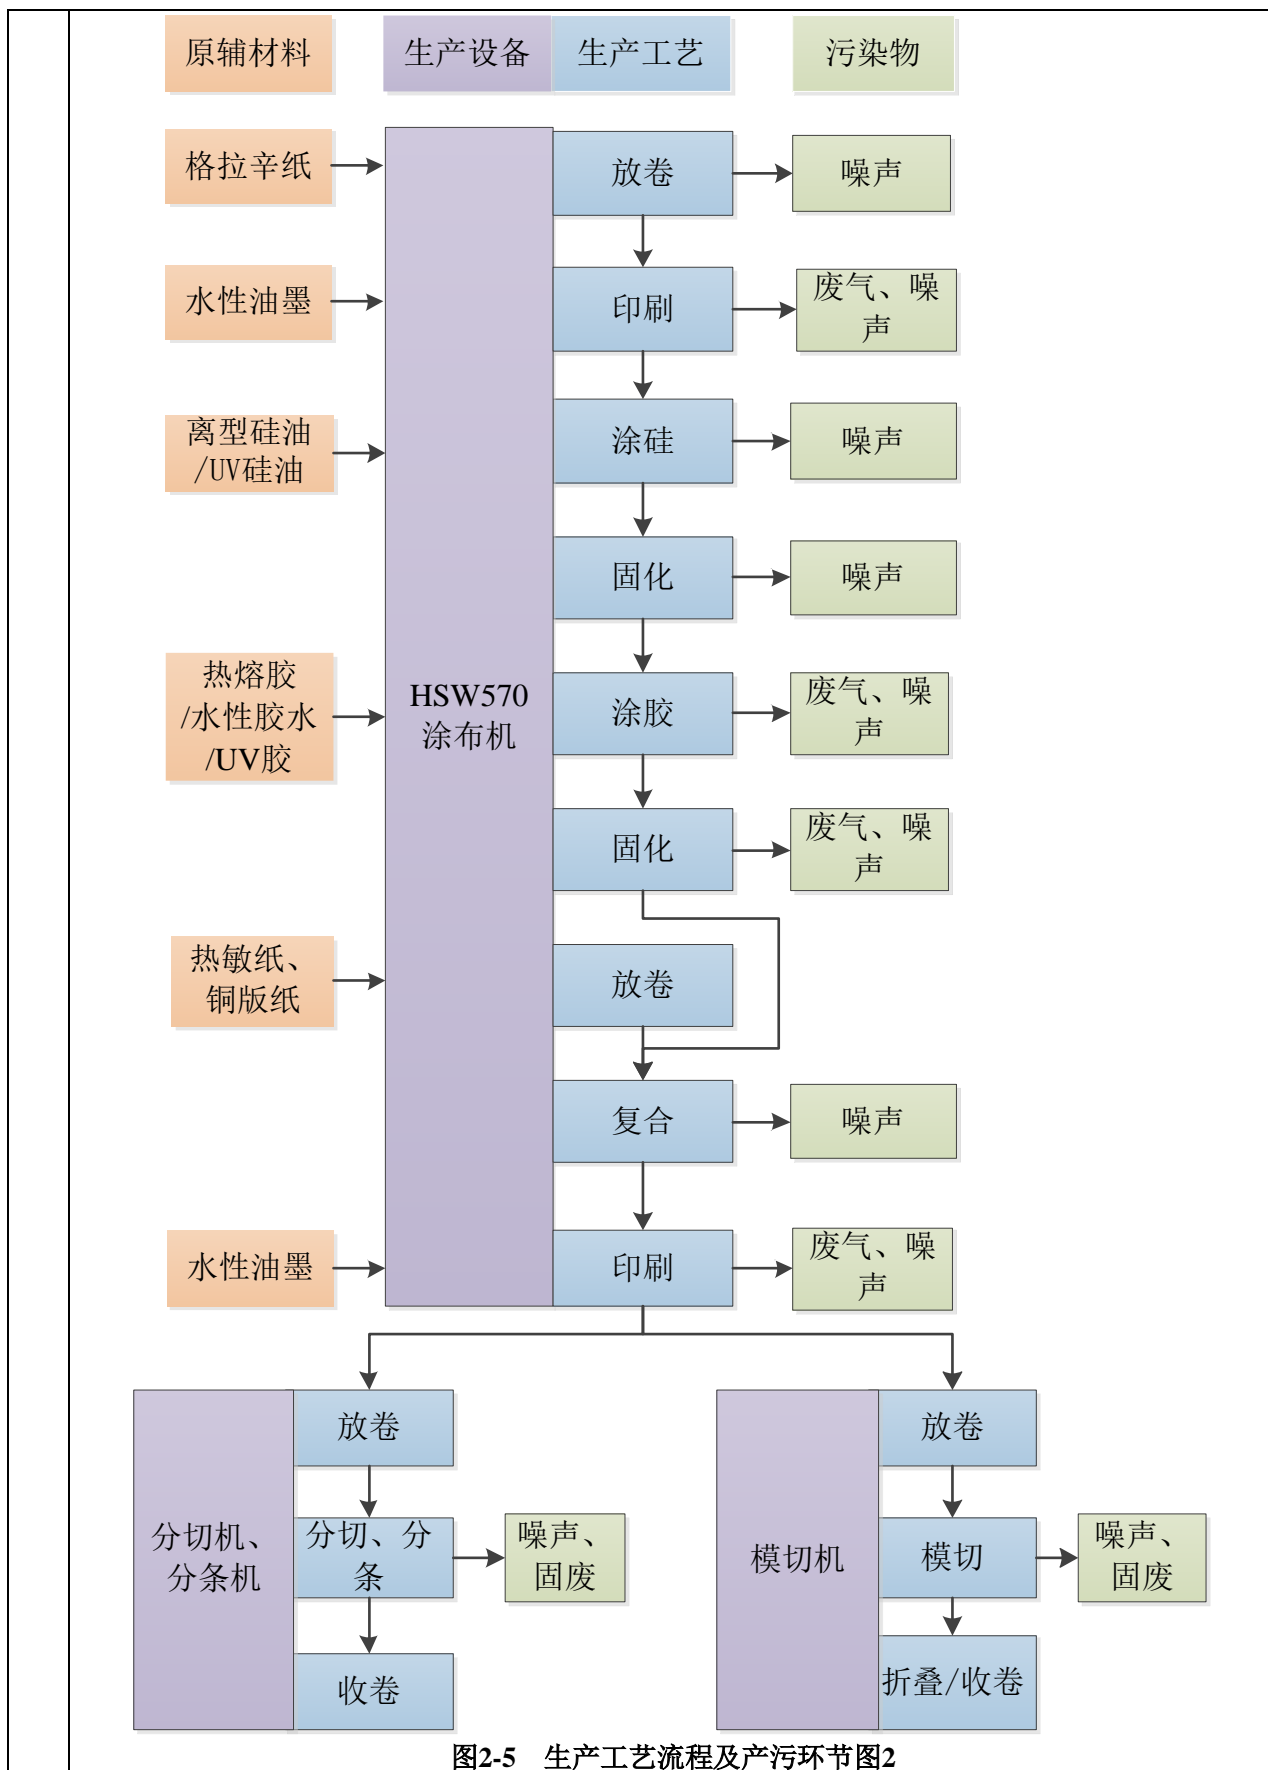 原辅材料
生产设备
生产工艺
污染物
格拉辛纸
放卷
噪声
水性油墨
印刷
废气、噪
声
离型硅油
/UV硅油
涂硅
噪声
固化
噪声
热熔胶
/水性胶水
/UV胶
HSW570
涂布机
涂胶
废气、噪
声
固化
废气、噪
声
热敏纸、
铜版纸
放卷
复合
噪声
水性油墨
印刷
废气、噪
声
放卷
放卷
分切机、
分条机
分切、分
条
噪声、
固废
模切机
模切
噪声、
固废
收卷
折叠/收卷
图2-5 生产工艺流程及产污环节图2